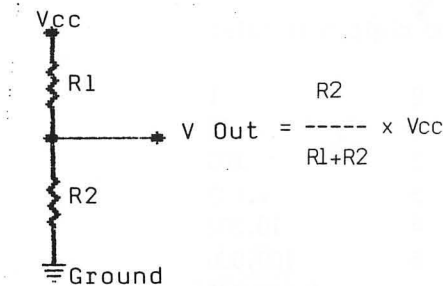 Vcc
R1
R2
V Out = ----- x Vcc
R1+R2
R2
Ground